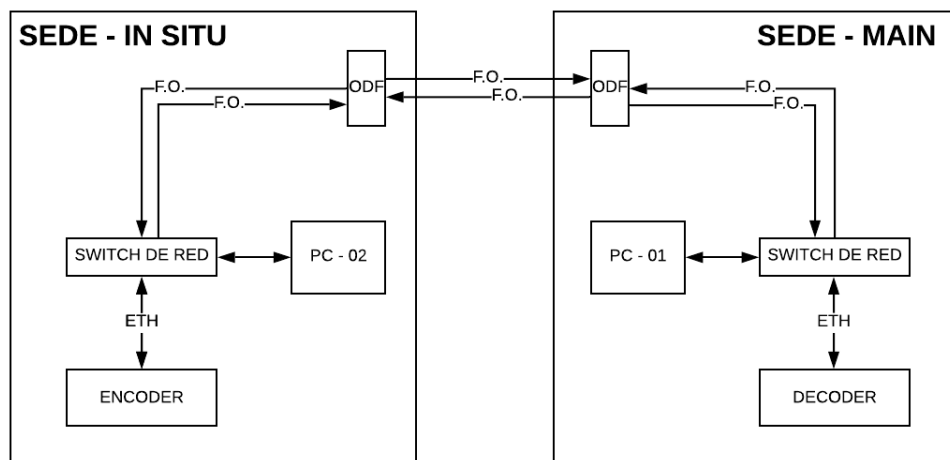 SEDE - IN SITU
SEDE - MAIN
ODF
F.O.
F.O.
F.O.
F.O.
ODF
F.O.
F.O.
SWITCH DE RED
PC - 02
PC - 01
SWITCH DE RED
ETH
ETH
ENCODER
DECODER